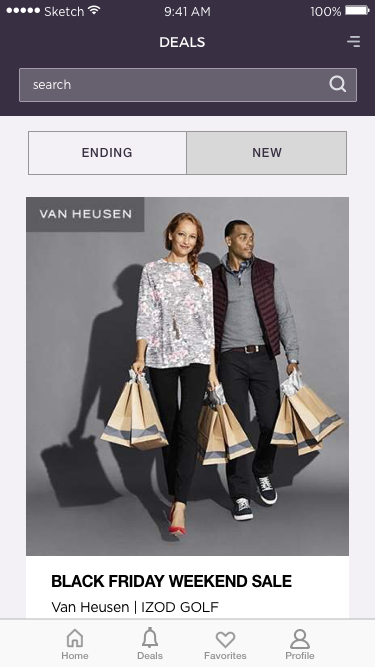 Sketch 9:41 AM 100%
DEALS
search
ENDING NEW
VAN HEUSEN
BLACK FRIDAY WEEKEND SALE
Van Heusen | IZOD GOLF
Home Deals Favorites Profile